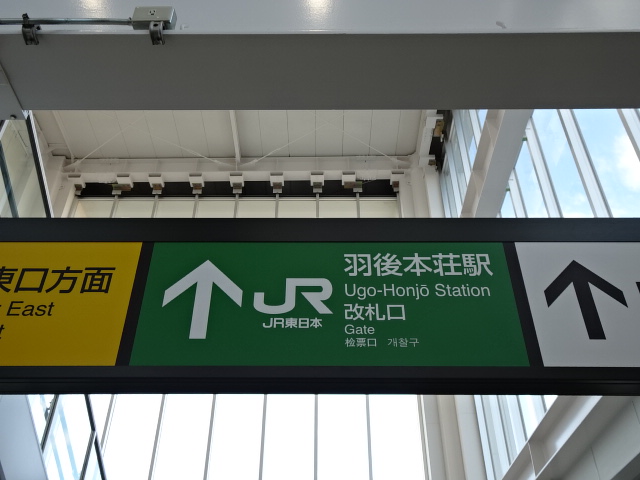 東口方面
East
JR
JR東日本
羽後本荘駅
Ugo-Honjō Station
改札口
Gate
检票口 개찰구